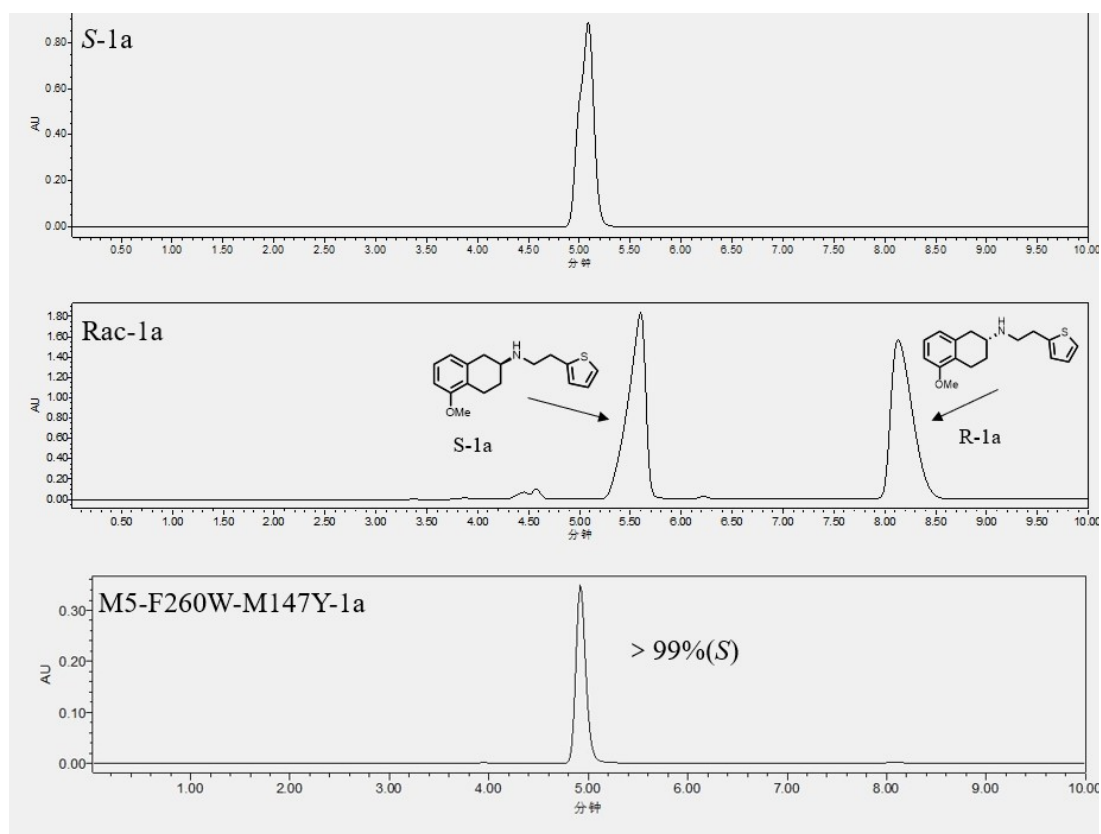 S-1a
AU
0.80
0.60
0.40
0.20
0.00
0.50 1.00 1.50 2.00 2.50 3.00 3.50 4.00 4.50 5.00 5.50 6.00 6.50 7.00 7.50 8.00 8.50 9.00 9.50 10.00
分钟
Rac-1a
AU
1.80
1.60
1.40
1.20
1.00
0.80
0.60
0.40
0.20
0.00
H
N
S
OMe
S-1a
H
N
S
OMe
R-1a
0.50 1.00 1.50 2.00 2.50 3.00 3.50 4.00 4.50 5.00 5.50 6.00 6.50 7.00 7.50 8.00 8.50 9.00 9.50 10.00
分钟
M5-F260W-M147Y-1a
> 99%(S)
AU
0.30
0.20
0.10
0.00
1.00 2.00 3.00 4.00 5.00 6.00 7.00 8.00 9.00 10.00
分钟